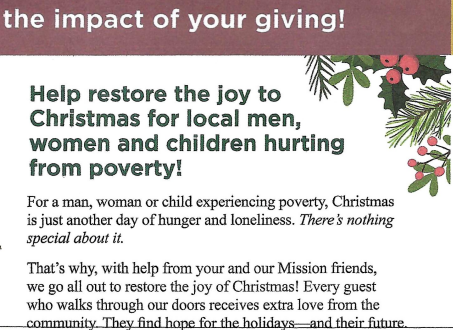 the impact of your giving!
Help restore the joy to
Christmas for local men,
women and children hurting
from poverty!
For a man, woman or child experiencing poverty, Christmas
is just another day of hunger and loneliness. There's nothing
special about it.
That's why, with help from your and our Mission friends,
we go all out to restore the joy of Christmas! Every guest
who walks through our doors receives extra love from the
community. They find hope for the holidays—and their future.